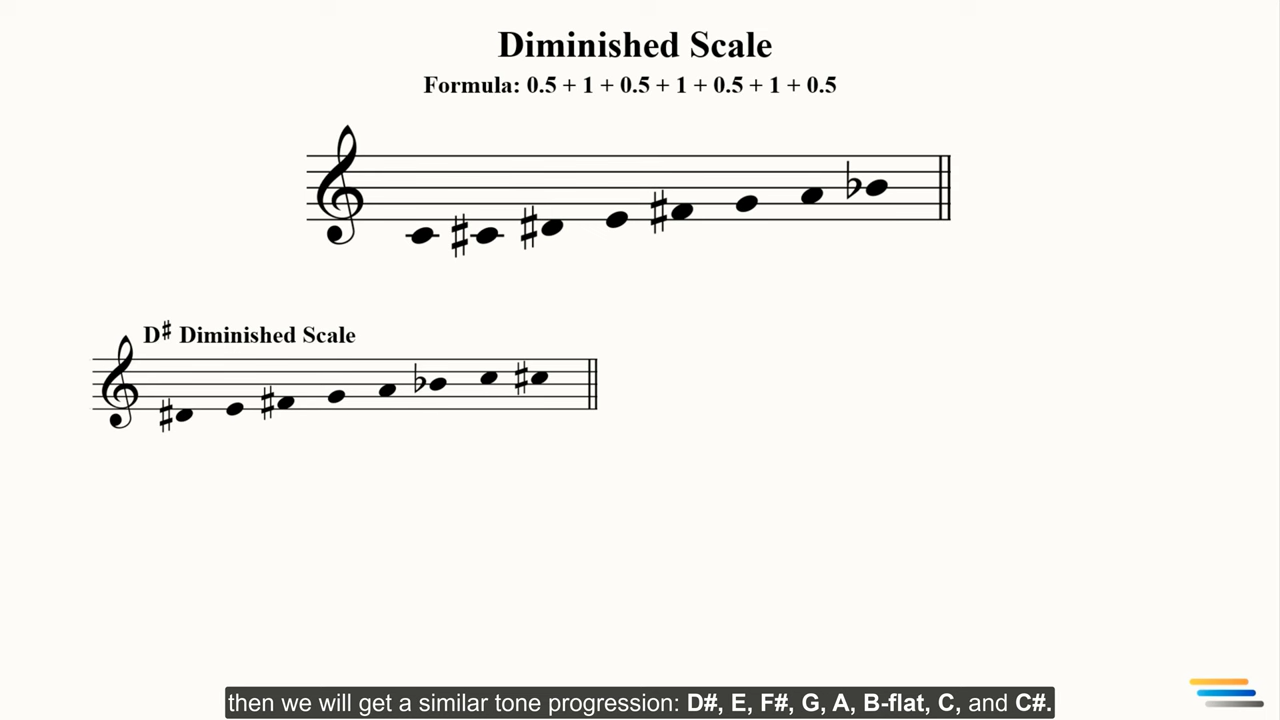 Diminished Scale
Formula: 0.5 + 1 + 0.5 + 1 + 0.5 + 1 + 0.5
D♯ Diminished Scale
then we will get a similar tone progression: D#, E, F#, G, A, B-flat, C, and C#.